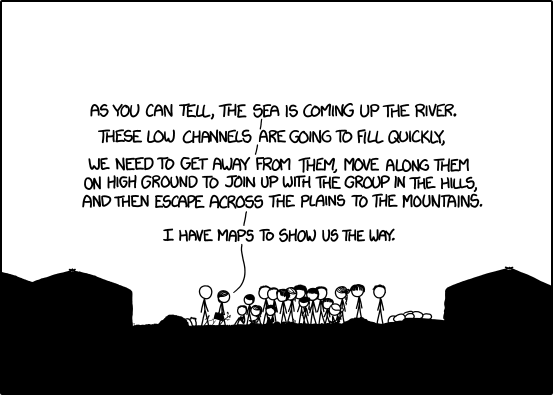 AS YOU CAN TELL, THE SEA IS COMING UP THE RIVER.
THESE LOW CHANNELS ARE GOING TO FILL QUICKLY,
WE NEED TO GET AWAY FROM THEM, MOVE ALONG THEM
ON HIGH GROUND TO JOIN UP WITH THE GROUP IN THE HILLS,
AND THEN ESCAPE ACROSS THE PLAINS TO THE MOUNTAINS.
I HAVE MAPS TO SHOW US THE WAY.